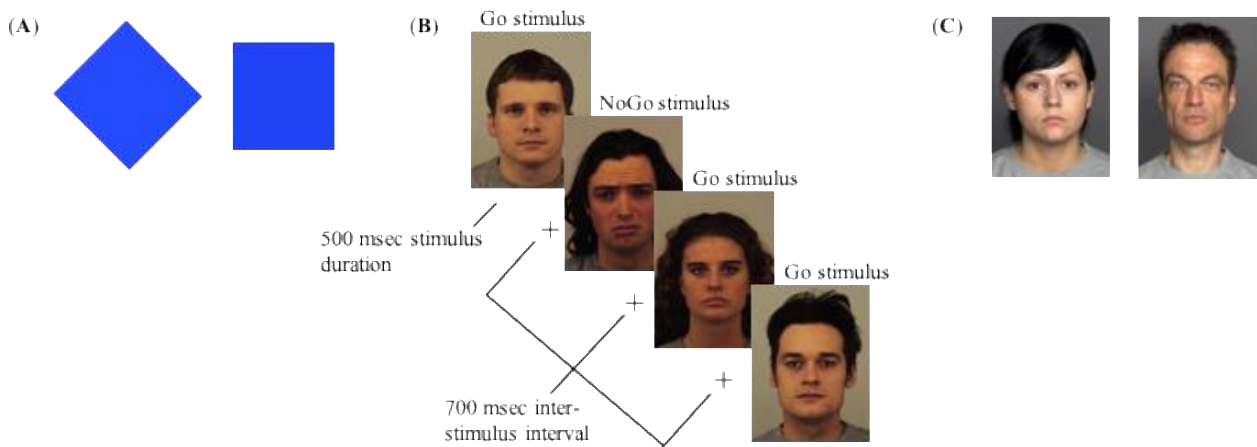 (A)
(B)
Go stimulus
NoGo stimulus
Go stimulus
Go stimulus
500 msec stimulus
duration
700 msec inter-
stimulus interval
(C)